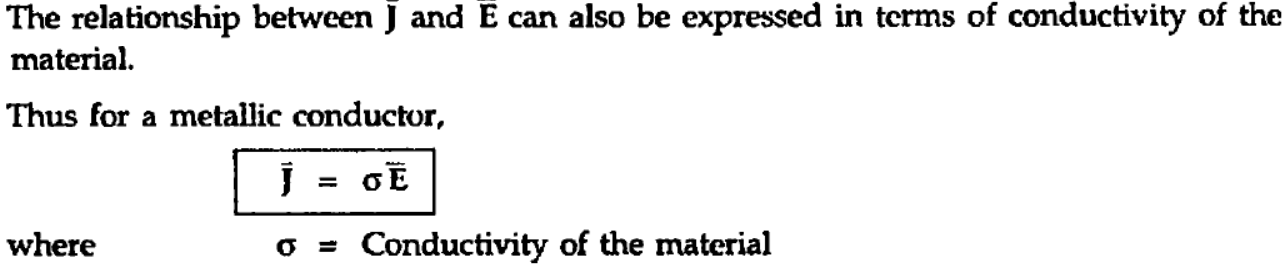 The relationship between J̄ and Ē can also be expressed in terms of conductivity of the
material.
Thus for a metallic conductor,
J̄ = σĒ
where σ = Conductivity of the material